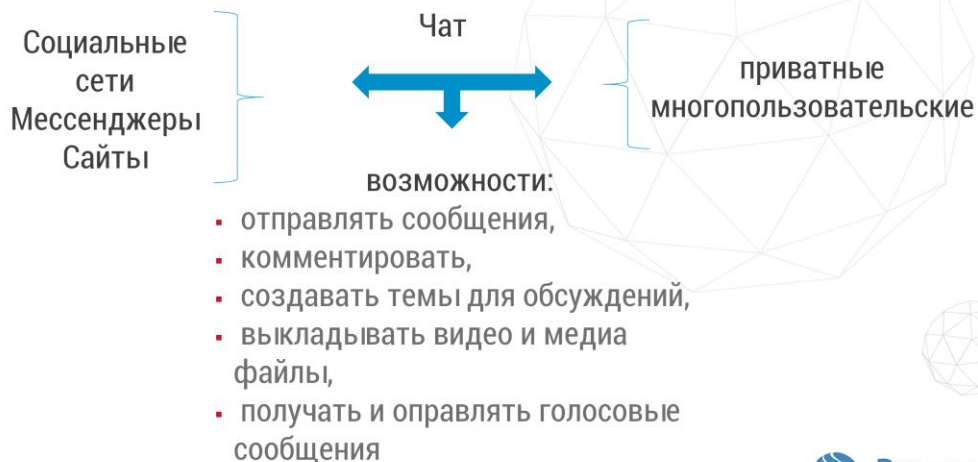 Социальные
сети
Мессенджеры
Сайты
Чат
приватные
многопользовательские
возможности:
▪ отправлять сообщения,
▪ комментировать,
▪ создавать темы для обсуждений,
▪ выкладывать видео и медиа
файлы,
▪ получать и оправлять голосовые
сообщения